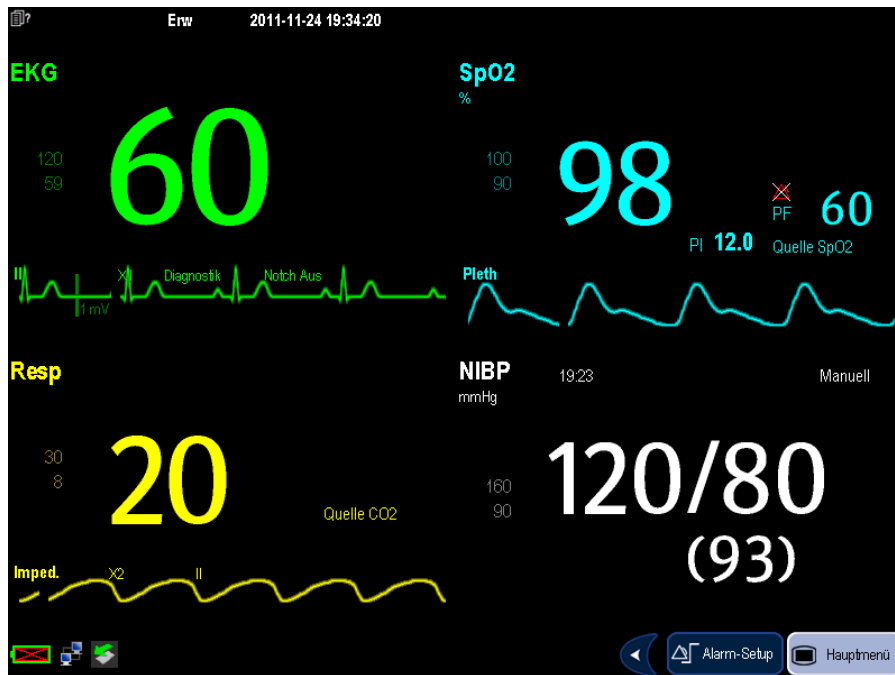 ? Erw 2011-11-24 19:34:20
EKG
120
59
60
II X1 Diagnostik Notch Aus
1 mV
SpO2
%
100
90
98
PF 60
PI 12.0 Quelle SpO2
Pleth
Resp
30
8
20
Quelle CO2
Imped. X2 II
NIBP 19:23 Manuell
mmHg
160
90
120/80
(93)
Alarm-Setup Hauptmenü